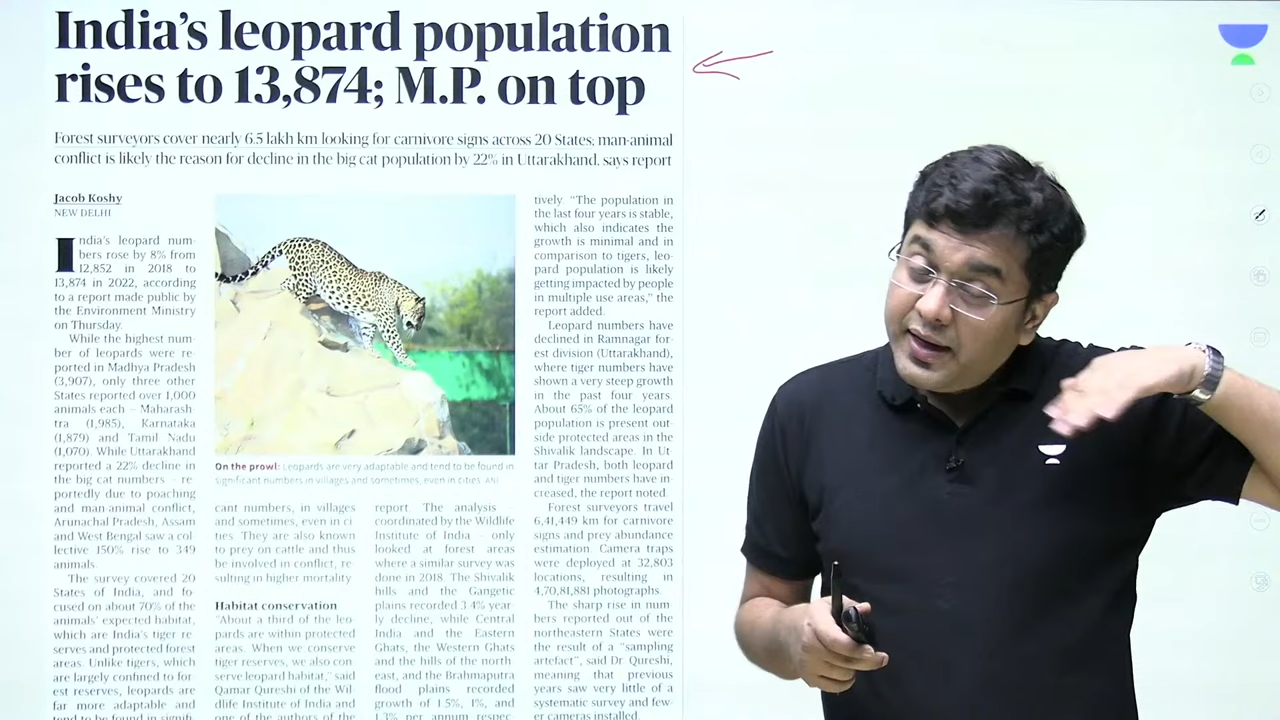 India's leopard population
rises to 13,874; M.P. on top
Forest surveyors cover nearly 6.5 lakh km looking for carnivore signs across 20 States; man-animal
conflict is likely the reason for decline in the big cat population by 22% in Uttarakhand, says report
Jacob Koshy
NEW DELHI
India's leopard num-
bers rose by 8% from
12,852 in 2018 to
13,874 in 2022, according
to a report made public by
the Environment Ministry
on Thursday.
While the highest num-
ber of leopards were re-
ported in Madhya Pradesh
(3,907), only three other
States reported over 1,000
animals each – Maharash-
tra (1,985), Karnataka
(1,879) and Tamil Nadu
(1,070). While Uttarakhand
reported a 22% decline in
the big cat numbers – re-
portedly due to poaching
and man-animal conflict,
Arunachal Pradesh, Assam
and West Bengal saw a col-
lective 150% rise to 349
animals.
The survey covered 20
States of India, and fo-
cused on about 70% of the
animals' expected habitat,
which are India's tiger re-
serves and protected forest
areas. Unlike tigers, which
are largely confined to for-
est reserves, leopards are
far more adaptable and
tend to be found in signifi-
On the prowl: Leopards are very adaptable and tend to be found in
significant numbers in villages and sometimes, even in cities. ANI
cant numbers, in villages
and sometimes, even in ci-
ties. They are also known
to prey on cattle and thus
be involved in conflict, re-
sulting in higher mortality.
Habitat conservation
"About a third of the leo-
pards are within protected
areas. When we conserve
tiger reserves, we also con-
serve leopard habitat," said
Qamar Qureshi of the Wil-
dlife Institute of India and
one of the authors of the
report. The analysis –
coordinated by the Wildlife
Institute of India – only
looked at forest areas
where a similar survey was
done in 2018. The Shivalik
hills and the Gangetic
plains recorded 3.4% year-
ly decline, while Central
India and the Eastern
Ghats, the Western Ghats
and the hills of the north-
east, and the Brahmaputra
flood plains recorded
growth of 1.5%, 1%, and
1.3% per annum respec-
tively. "The population in
the last four years is stable,
which also indicates the
growth is minimal and in
comparison to tigers, leo-
pard population is likely
getting impacted by people
in multiple use areas," the
report added.
Leopard numbers have
declined in Ramnagar for-
est division (Uttarakhand),
where tiger numbers have
shown a very steep growth
in the past four years.
About 65% of the leopard
population is present out-
side protected areas in the
Shivalik landscape. In Ut-
tar Pradesh, both leopard
and tiger numbers have in-
creased, the report noted.
Forest surveyors travel
6,41,449 km for carnivore
signs and prey abundance
estimation. Camera traps
were deployed at 32,803
locations, resulting in
4,70,81,881 photographs.
The sharp rise in num-
bers reported out of the
northeastern States were
the result of a "sampling
artefact", said Dr. Qureshi,
meaning that previous
years saw very little of a
systematic survey and few-
er cameras installed.